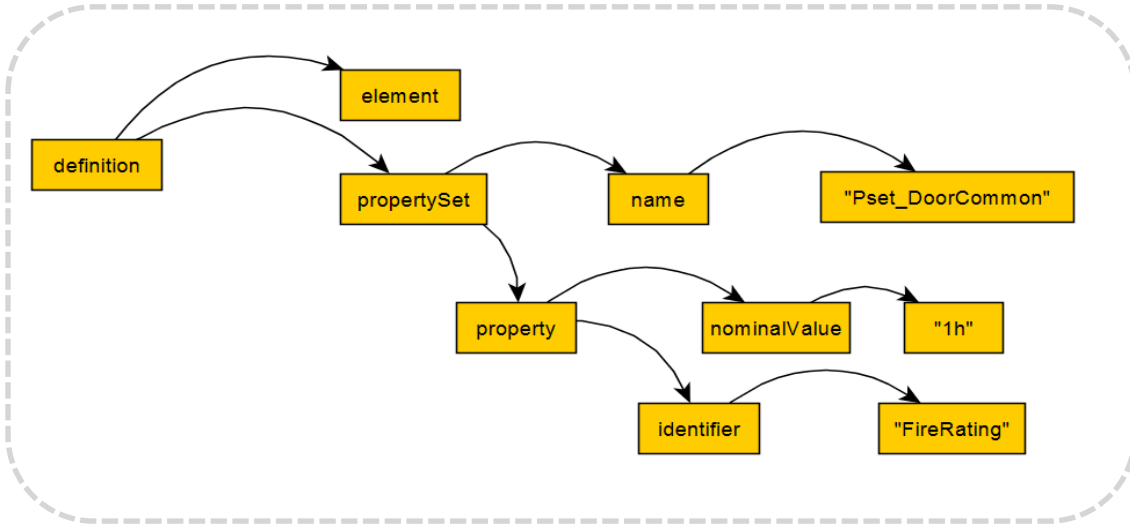 element
definition
propertySet
name
"Pset_DoorCommon"
property
nominalValue
"1h"
identifier
"FireRating"